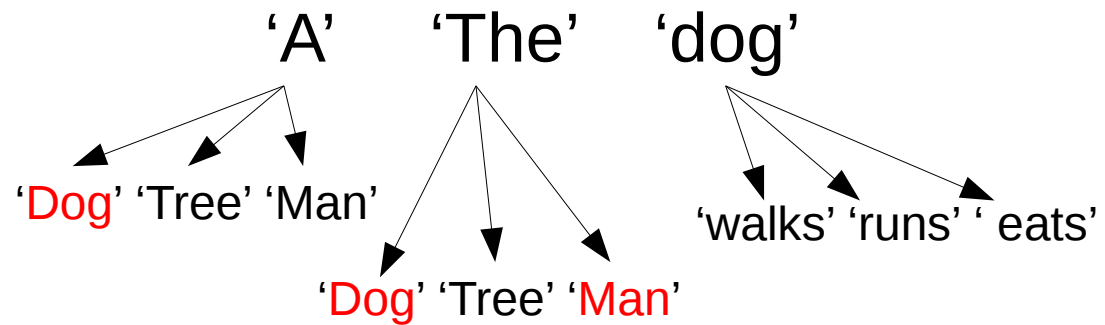 ‘A’ ‘The’ ‘dog’
‘Dog’ ‘Tree’ ‘Man’
‘walks’ ‘runs’ ‘ eats’
‘Dog’ ‘Tree’ ‘Man’